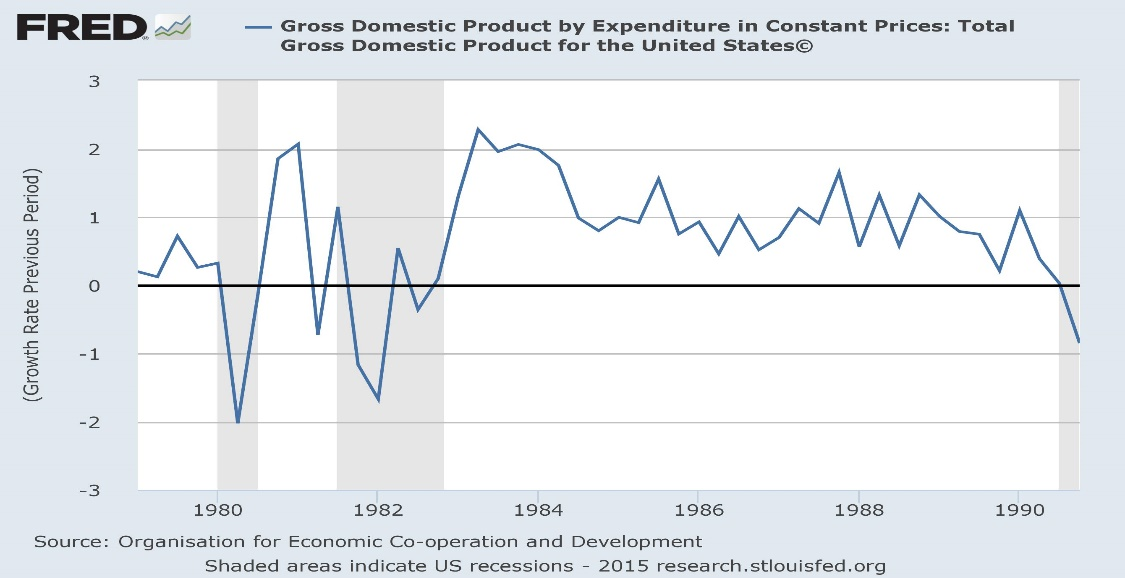 FRED
Gross Domestic Product by Expenditure in Constant Prices: Total
Gross Domestic Product for the United States©
(Growth Rate Previous Period)
3
2
1
0
-1
-2
-3
1980 1982 1984 1986 1988 1990
Source: Organisation for Economic Co-operation and Development
Shaded areas indicate US recessions - 2015 research.stlouisfed.org